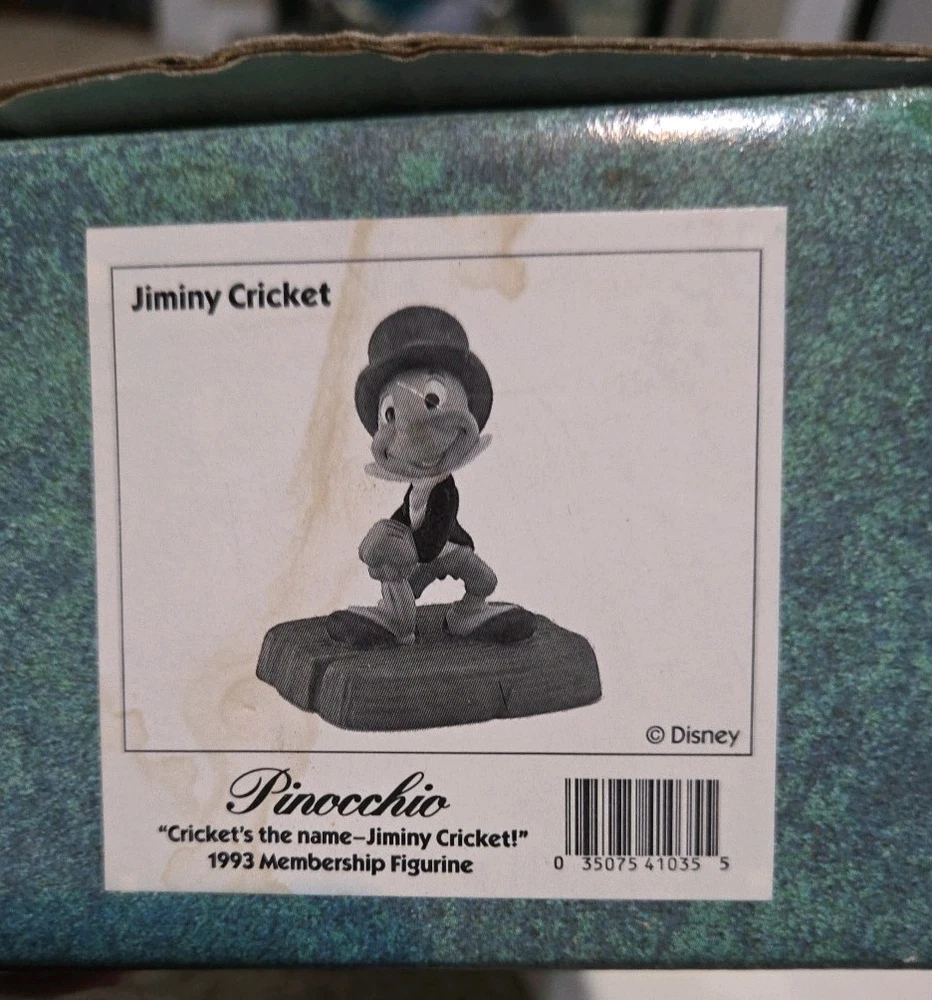 Jiminy Cricket
© Disney
Pinocchio
“Cricket's the name–Jiminy Cricket!”
1993 Membership Figurine
0 35075 41035 5